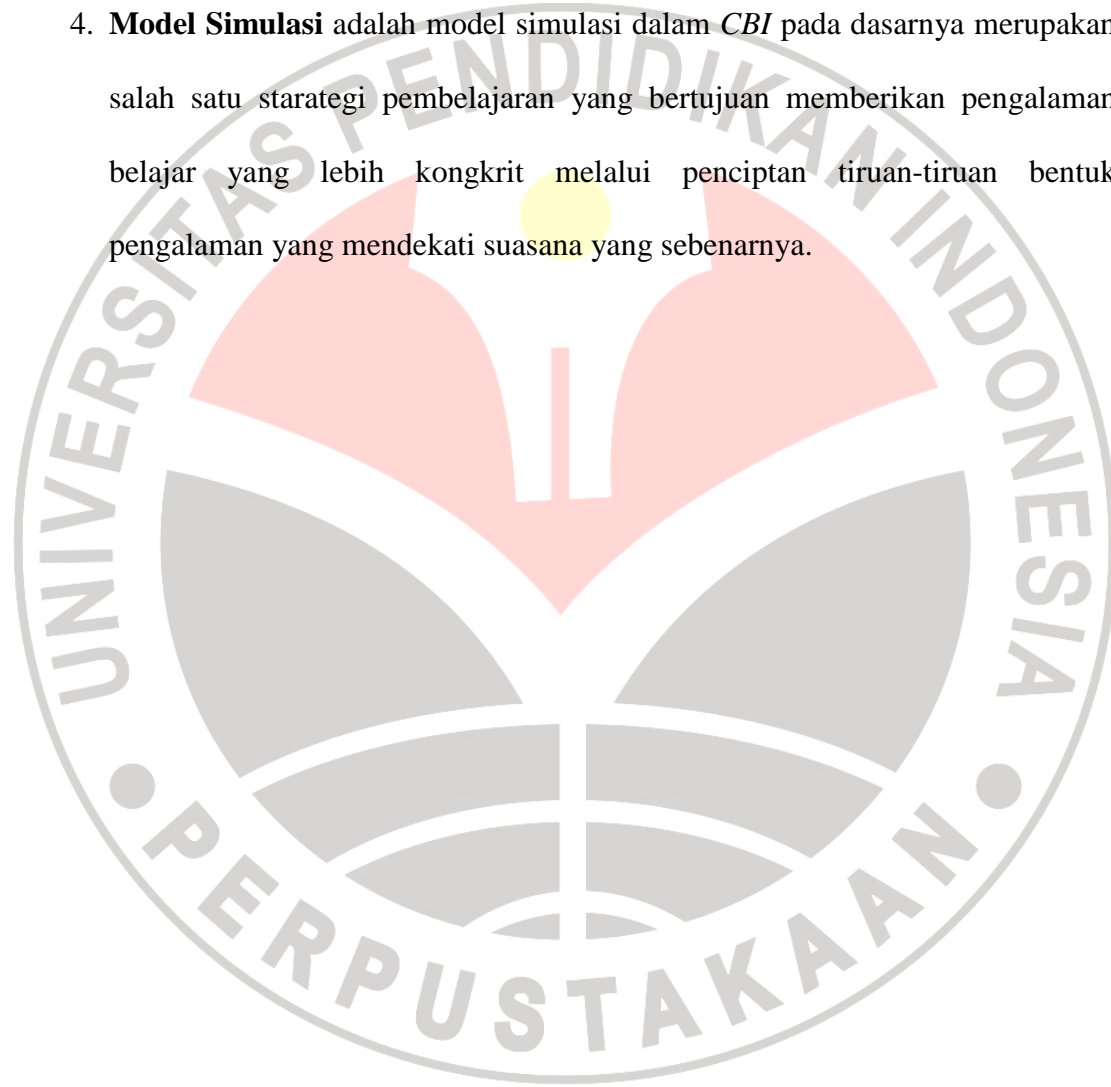 4. Model Simulasi adalah model simulasi dalam CBI pada dasarnya merupakan
salah satu starategi pembelajaran yang bertujuan memberikan pengalaman
belajar yang lebih kongkrit melalui penciptan tiruan-tiruan bentuk
pengalaman yang mendekati suasana yang sebenarnya.
UNIVERSITAS PENDIDIKAN INDONESIA
PERPUSTAKAAN